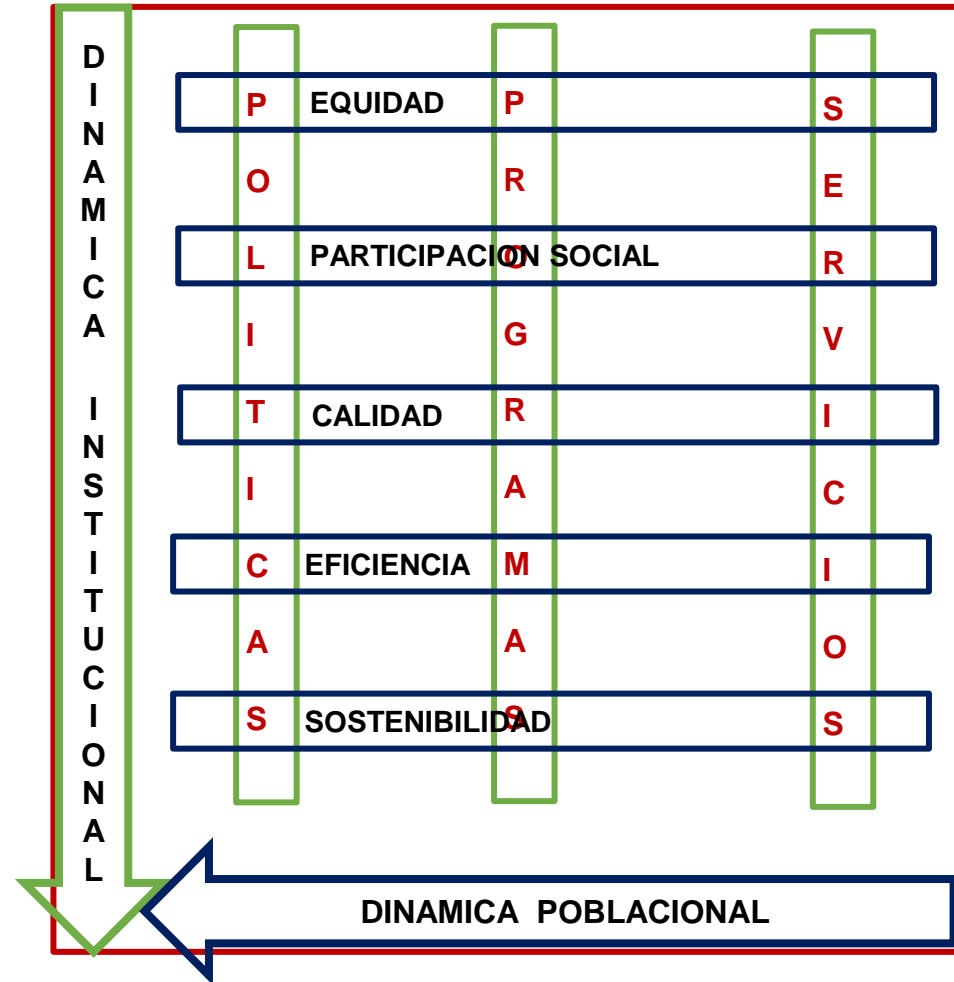 DINAMICA INSTITUCIONAL
POLITICAS
PROGRAMAS
SERVICIOS
EQUIDAD
PARTICIPACION SOCIAL
CALIDAD
EFICIENCIA
SOSTENIBILIDAD
DINAMICA POBLACIONAL